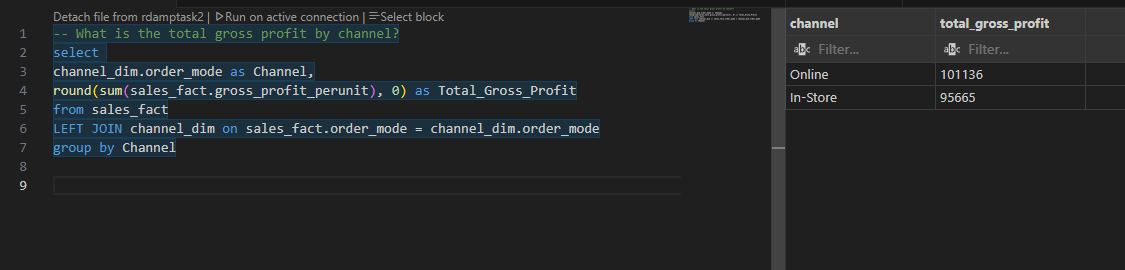 Detach file from rdamptask2 | ▷Run on active connection | ≡Select block
1 -- What is the total gross profit by channel?
2 select
3 channel_dim.order_mode as Channel,
4 round(sum(sales_fact.gross_profit_perunit), 0) as Total_Gross_Profit
5 from sales_fact
6 LEFT JOIN channel_dim on sales_fact.order_mode = channel_dim.order_mode
7 group by Channel
8
9
channel total_gross_profit
abc Filter... abc Filter...
Online 101136
In-Store 95665